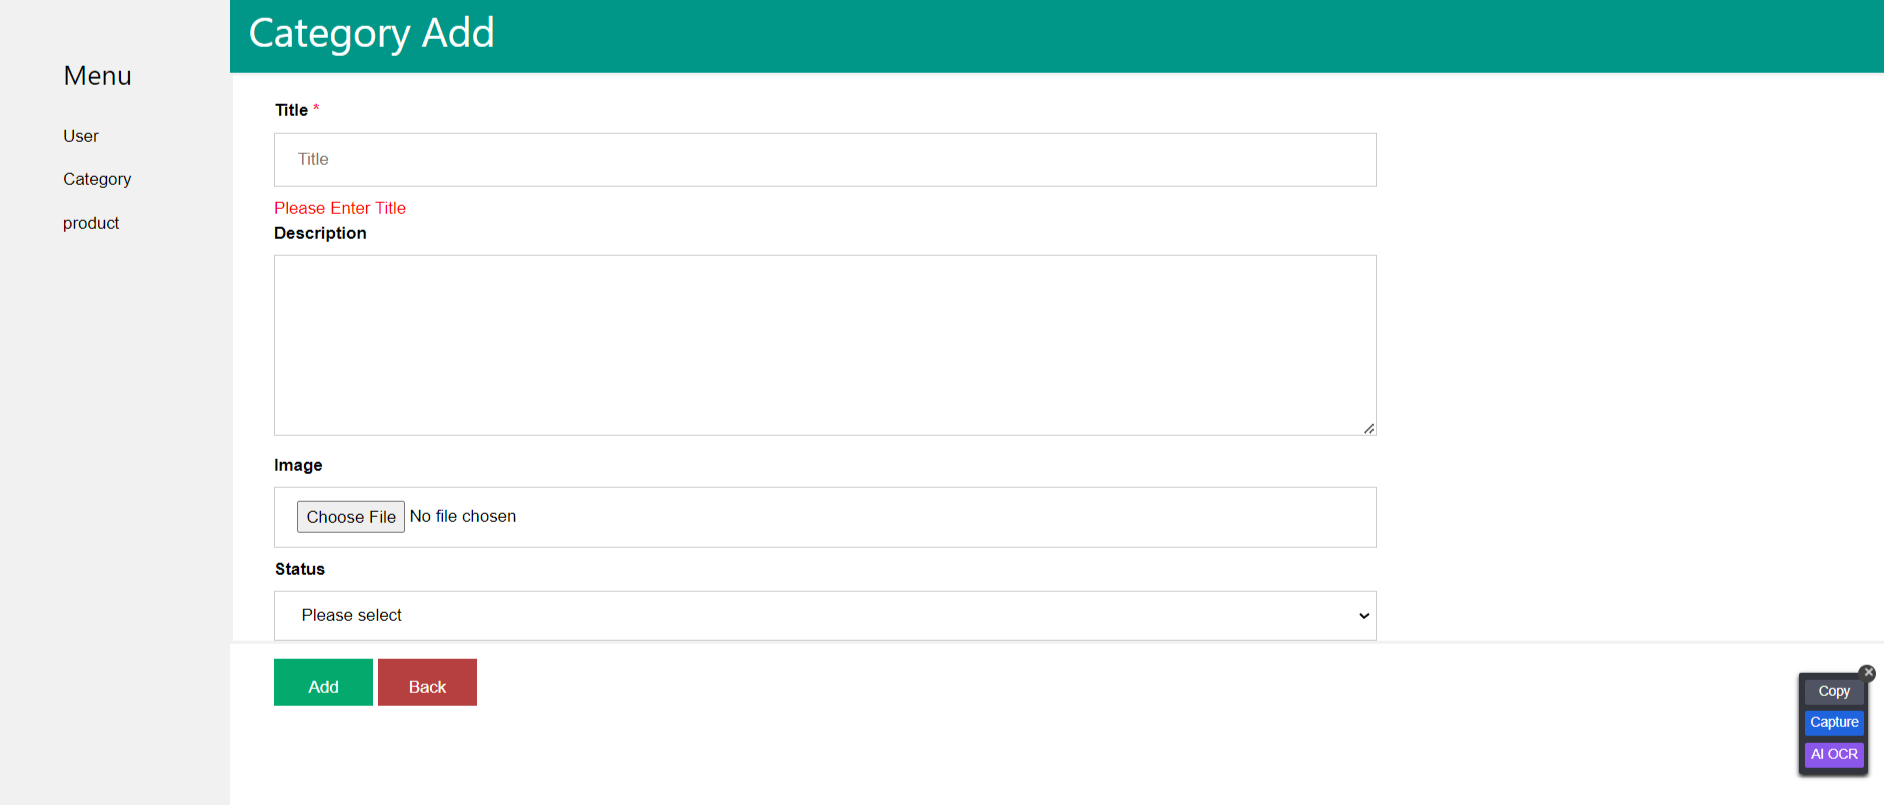 Category Add
Menu
User
Category
product
Title *
Title
Please Enter Title
Description
Image
Choose File No file chosen
Status
Please select
Add Back
Copy
Capture
AI OCR